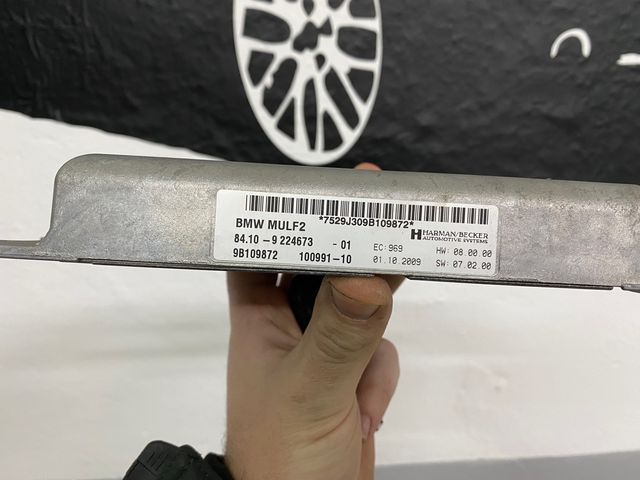 *7529J309B109872*
BMW MULF2
HARMAN/BECKER
AUTOMOTIVE SYSTEMS
84.10-9 224673 -01
EC: 969
HW: 08.00.00
9B109872 100991-10
01.10.2009
SW: 07.02.00